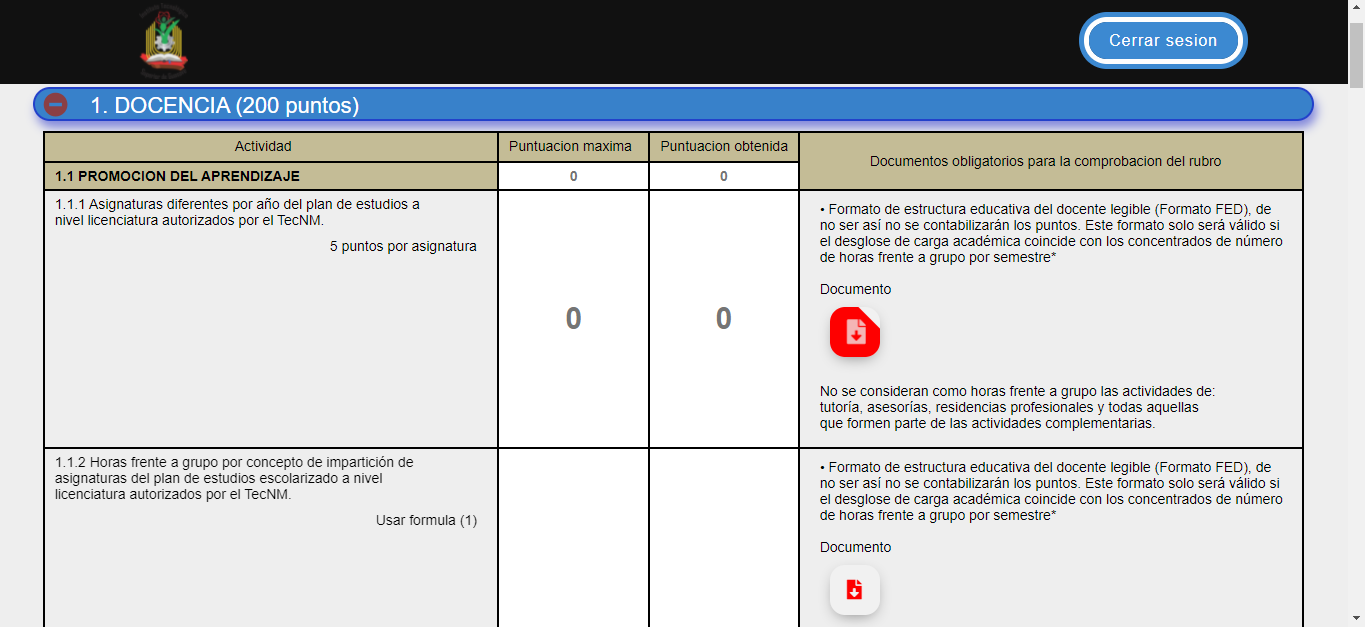 Cerrar sesion
1. DOCENCIA (200 puntos)
Actividad
Puntuacion maxima
Puntuacion obtenida
Documentos obligatorios para la comprobacion del rubro
1.1 PROMOCION DEL APRENDIZAJE
0
0
1.1.1 Asignaturas diferentes por año del plan de estudios a
nivel licenciatura autorizados por el TecNM.
5 puntos por asignatura
0
0
• Formato de estructura educativa del docente legible (Formato FED), de
no ser así no se contabilizarán los puntos. Este formato solo será válido si
el desglose de carga académica coincide con los concentrados de número
de horas frente a grupo por semestre*
Documento
No se consideran como horas frente a grupo las actividades de:
tutoría, asesorías, residencias profesionales y todas aquellas
que formen parte de las actividades complementarias.
1.1.2 Horas frente a grupo por concepto de impartición de
asignaturas del plan de estudios escolarizado a nivel
licenciatura autorizados por el TecNM.
Usar formula (1)
• Formato de estructura educativa del docente legible (Formato FED), de
no ser así no se contabilizarán los puntos. Este formato solo será válido si
el desglose de carga académica coincide con los concentrados de número
de horas frente a grupo por semestre*
Documento